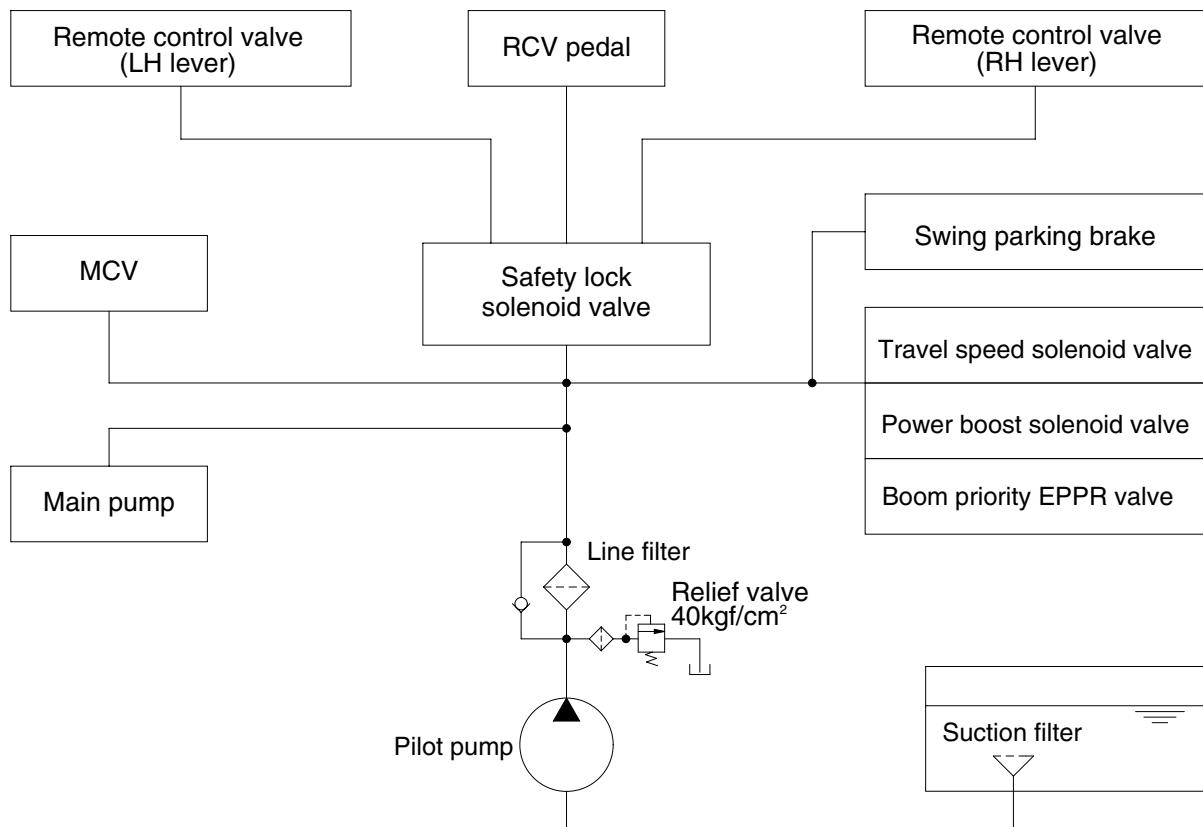 Remote control valve
(LH lever)
RCV pedal
Remote control valve
(RH lever)
Swing parking brake
MCV
Safety lock
solenoid valve
Travel speed solenoid valve
Power boost solenoid valve
Main pump
Boom priority EPPR valve
Line filter
Relief valve
40kgf/cm²
Pilot pump
Suction filter